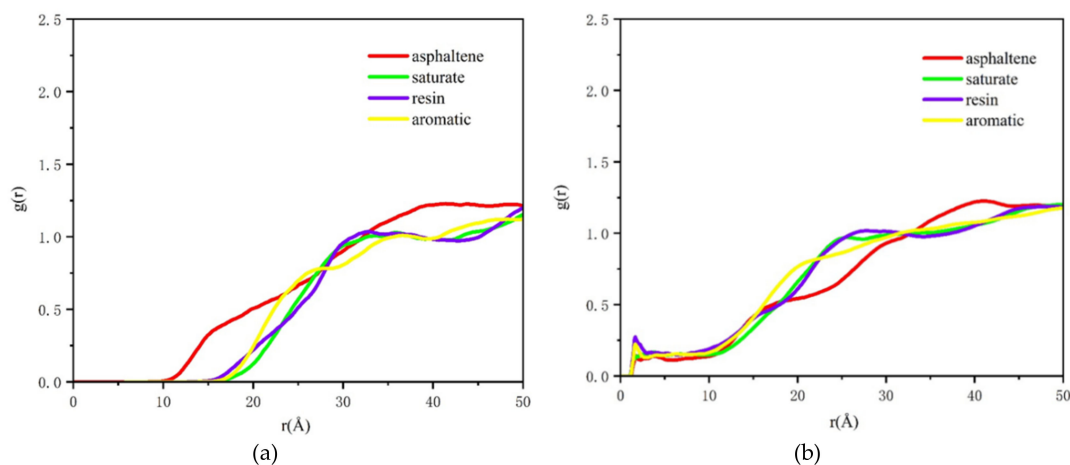 2.5
2.0
1.5
1.0
0.5
0.0
g(r)
asphaltene
saturate
resin
aromatic
0
10
20
30
40
50
r(Å)
(a)
2.5
2.0
1.5
1.0
0.5
0.0
g(r)
asphaltene
saturate
resin
aromatic
0
10
20
30
40
50
r(Å)
(b)